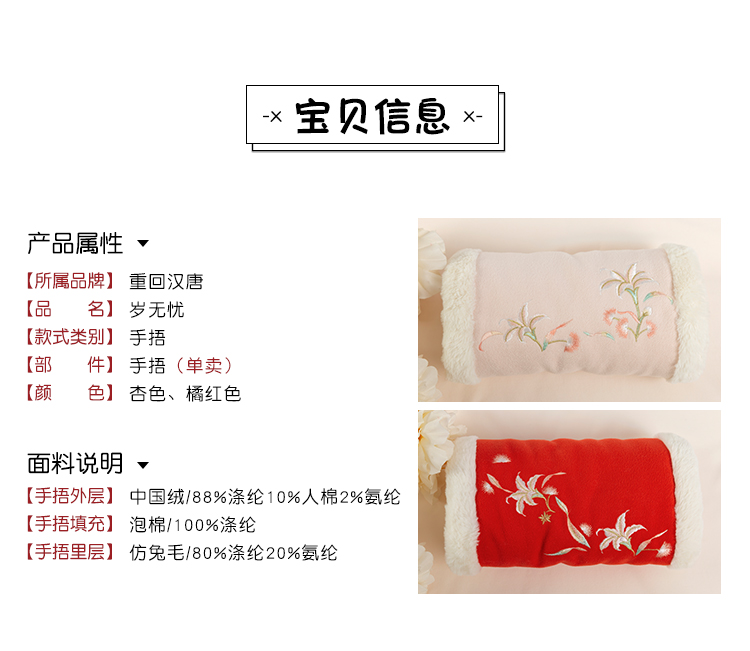 -× 宝贝信息 ×-
产品属性
【所属品牌】 重回汉唐
【品 名】 岁无忧
【款式类别】 手捂
【部 件】 手捂（单卖）
【颜 色】 杏色、橘红色
面料说明
【手捂外层】 中国绒/88%涤纶10%人棉2%氨纶
【手捂填充】 泡棉/100%涤纶
【手捂里层】 仿兔毛/80%涤纶20%氨纶